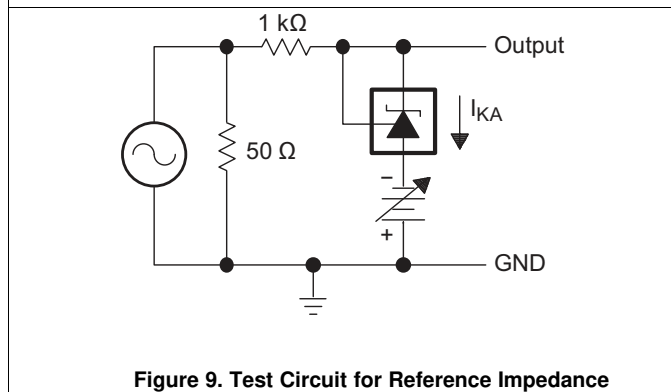 1 kΩ
Output
I_KA
50 Ω
−
+
GND
Figure 9. Test Circuit for Reference Impedance